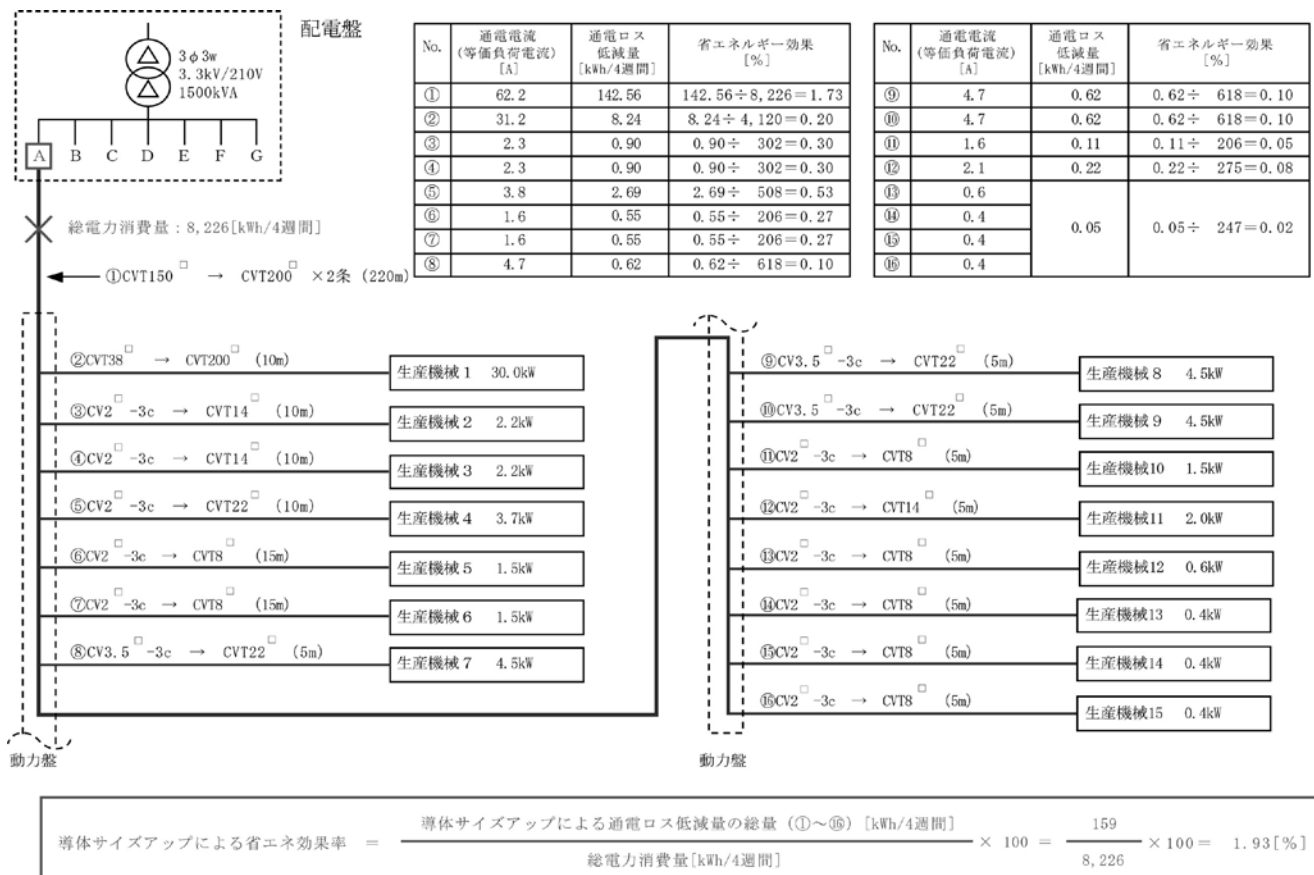 配電盤
3φ3w
3.3kV/210V
1500kVA
A B C D E F G
総電力消費量：8,226[kWh/4週間]
①CVT150□ → CVT200□ ×2条 (220m)
No. 通電電流(等価負荷電流)[A] 通電ロス低減量[kWh/4週間] 省エネルギー効果[%]
① 62.2 142.56 142.56÷8,226＝1.73
② 31.2 8.24 8.24÷4,120＝0.20
③ 2.3 0.90 0.90÷ 302＝0.30
④ 2.3 0.90 0.90÷ 302＝0.30
⑤ 3.8 2.69 2.69÷ 508＝0.53
⑥ 1.6 0.55 0.55÷ 206＝0.27
⑦ 1.6 0.55 0.55÷ 206＝0.27
⑧ 4.7 0.62 0.62÷ 618＝0.10
No. 通電電流(等価負荷電流)[A] 通電ロス低減量[kWh/4週間] 省エネルギー効果[%]
⑨ 4.7 0.62 0.62÷ 618＝0.10
⑩ 4.7 0.62 0.62÷ 618＝0.10
⑪ 1.6 0.11 0.11÷ 206＝0.05
⑫ 2.1 0.22 0.22÷ 275＝0.08
⑬ 0.6
⑭ 0.4
0.05 0.05÷ 247＝0.02
⑮ 0.4
⑯ 0.4
②CVT38□ → CVT200□ (10m)
生産機械1 30.0kW
③CV2□-3c → CVT14□ (10m)
生産機械2 2.2kW
④CV2□-3c → CVT14□ (10m)
生産機械3 2.2kW
⑤CV2□-3c → CVT22□ (10m)
生産機械4 3.7kW
⑥CV2□-3c → CVT8□ (15m)
生産機械5 1.5kW
⑦CV2□-3c → CVT8□ (15m)
生産機械6 1.5kW
⑧CV3.5□-3c → CVT22□ (5m)
生産機械7 4.5kW
動力盤
⑨CV3.5□-3c → CVT22□ (5m)
生産機械8 4.5kW
⑩CV3.5□-3c → CVT22□ (5m)
生産機械9 4.5kW
⑪CV2□-3c → CVT8□ (5m)
生産機械10 1.5kW
⑫CV2□-3c → CVT14□ (5m)
生産機械11 2.0kW
⑬CV2□-3c → CVT8□ (5m)
生産機械12 0.6kW
⑭CV2□-3c → CVT8□ (5m)
生産機械13 0.4kW
⑮CV2□-3c → CVT8□ (5m)
生産機械14 0.4kW
⑯CV2□-3c → CVT8□ (5m)
生産機械15 0.4kW
動力盤
導体サイズアップによる省エネ効果率 ＝ 導体サイズアップによる通電ロス低減量の総量 (①～⑯) [kWh/4週間]
総電力消費量[kWh/4週間]
× 100 ＝ 159
8,226
×100＝ 1.93[%]